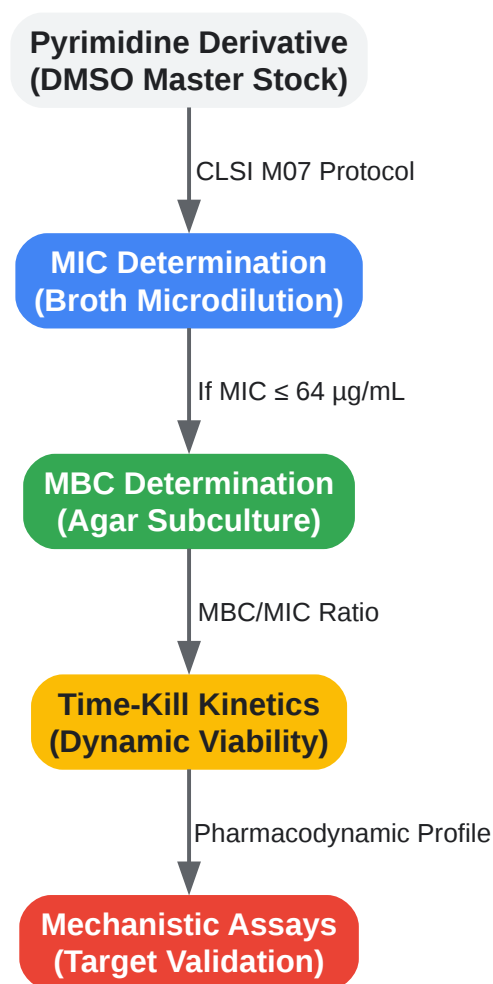 Pyrimidine Derivative
(DMSO Master Stock)
CLSI M07 Protocol
MIC Determination
(Broth Microdilution)
If MIC ≤ 64 µg/mL
MBC Determination
(Agar Subculture)
MBC/MIC Ratio
Time-Kill Kinetics
(Dynamic Viability)
Pharmacodynamic Profile
Mechanistic Assays
(Target Validation)